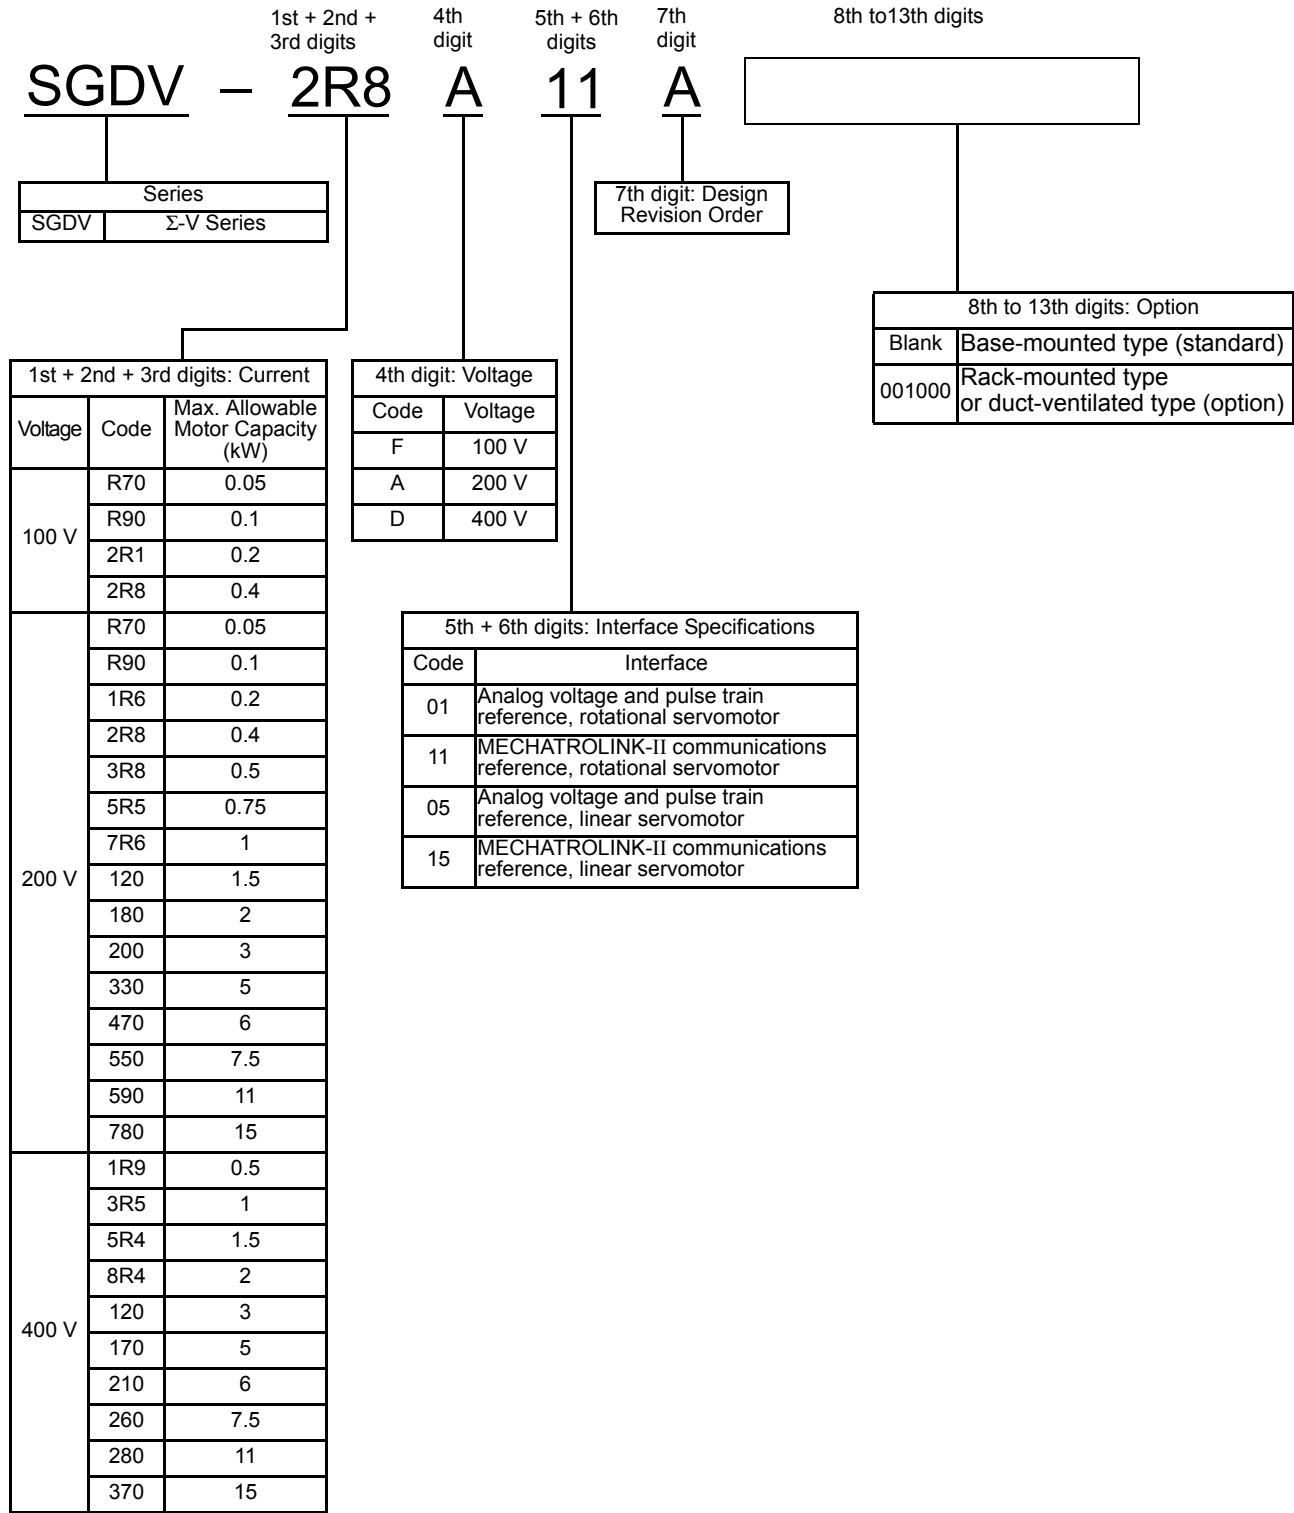 1st + 2nd +
3rd digits
4th
digit
5th + 6th
digits
7th
digit
8th to13th digits
SGDV – 2R8 A 11 A
Series
SGDV Σ-V Series
7th digit: Design
Revision Order
8th to 13th digits: Option
Blank Base-mounted type (standard)
001000 Rack-mounted type
or duct-ventilated type (option)
1st + 2nd + 3rd digits: Current
Voltage Code Max. Allowable
Motor Capacity
(kW)
100 V
R70 0.05
R90 0.1
2R1 0.2
2R8 0.4
200 V
R70 0.05
R90 0.1
1R6 0.2
2R8 0.4
3R8 0.5
5R5 0.75
7R6 1
120 1.5
180 2
200 3
330 5
470 6
550 7.5
590 11
780 15
400 V
1R9 0.5
3R5 1
5R4 1.5
8R4 2
120 3
170 5
210 6
260 7.5
280 11
370 15
4th digit: Voltage
Code Voltage
F 100 V
A 200 V
D 400 V
5th + 6th digits: Interface Specifications
Code Interface
01 Analog voltage and pulse train
reference, rotational servomotor
11 MECHATROLINK-II communications
reference, rotational servomotor
05 Analog voltage and pulse train
reference, linear servomotor
15 MECHATROLINK-II communications
reference, linear servomotor